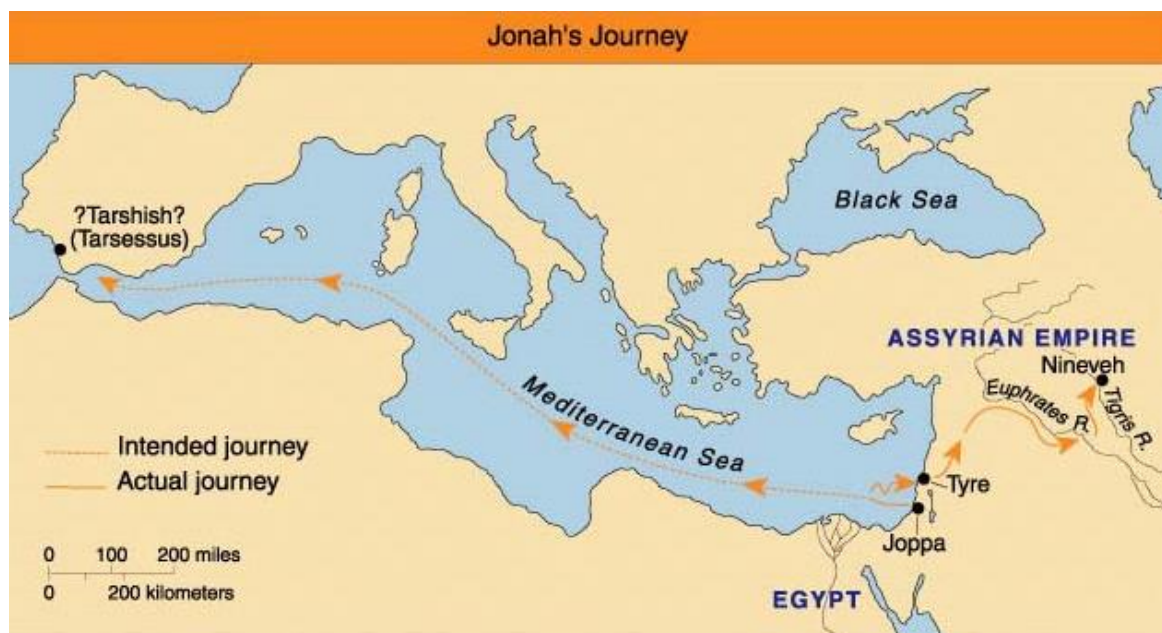 Jonah's Journey
Black Sea
?Tarshish?
(Tarsessus)
ASSYRIAN EMPIRE
Nineveh
Euphrates R.
Tigris R.
Mediterranean Sea
Intended journey
Actual journey
Tyre
Joppa
0 100 200 miles
0 200 kilometers
EGYPT